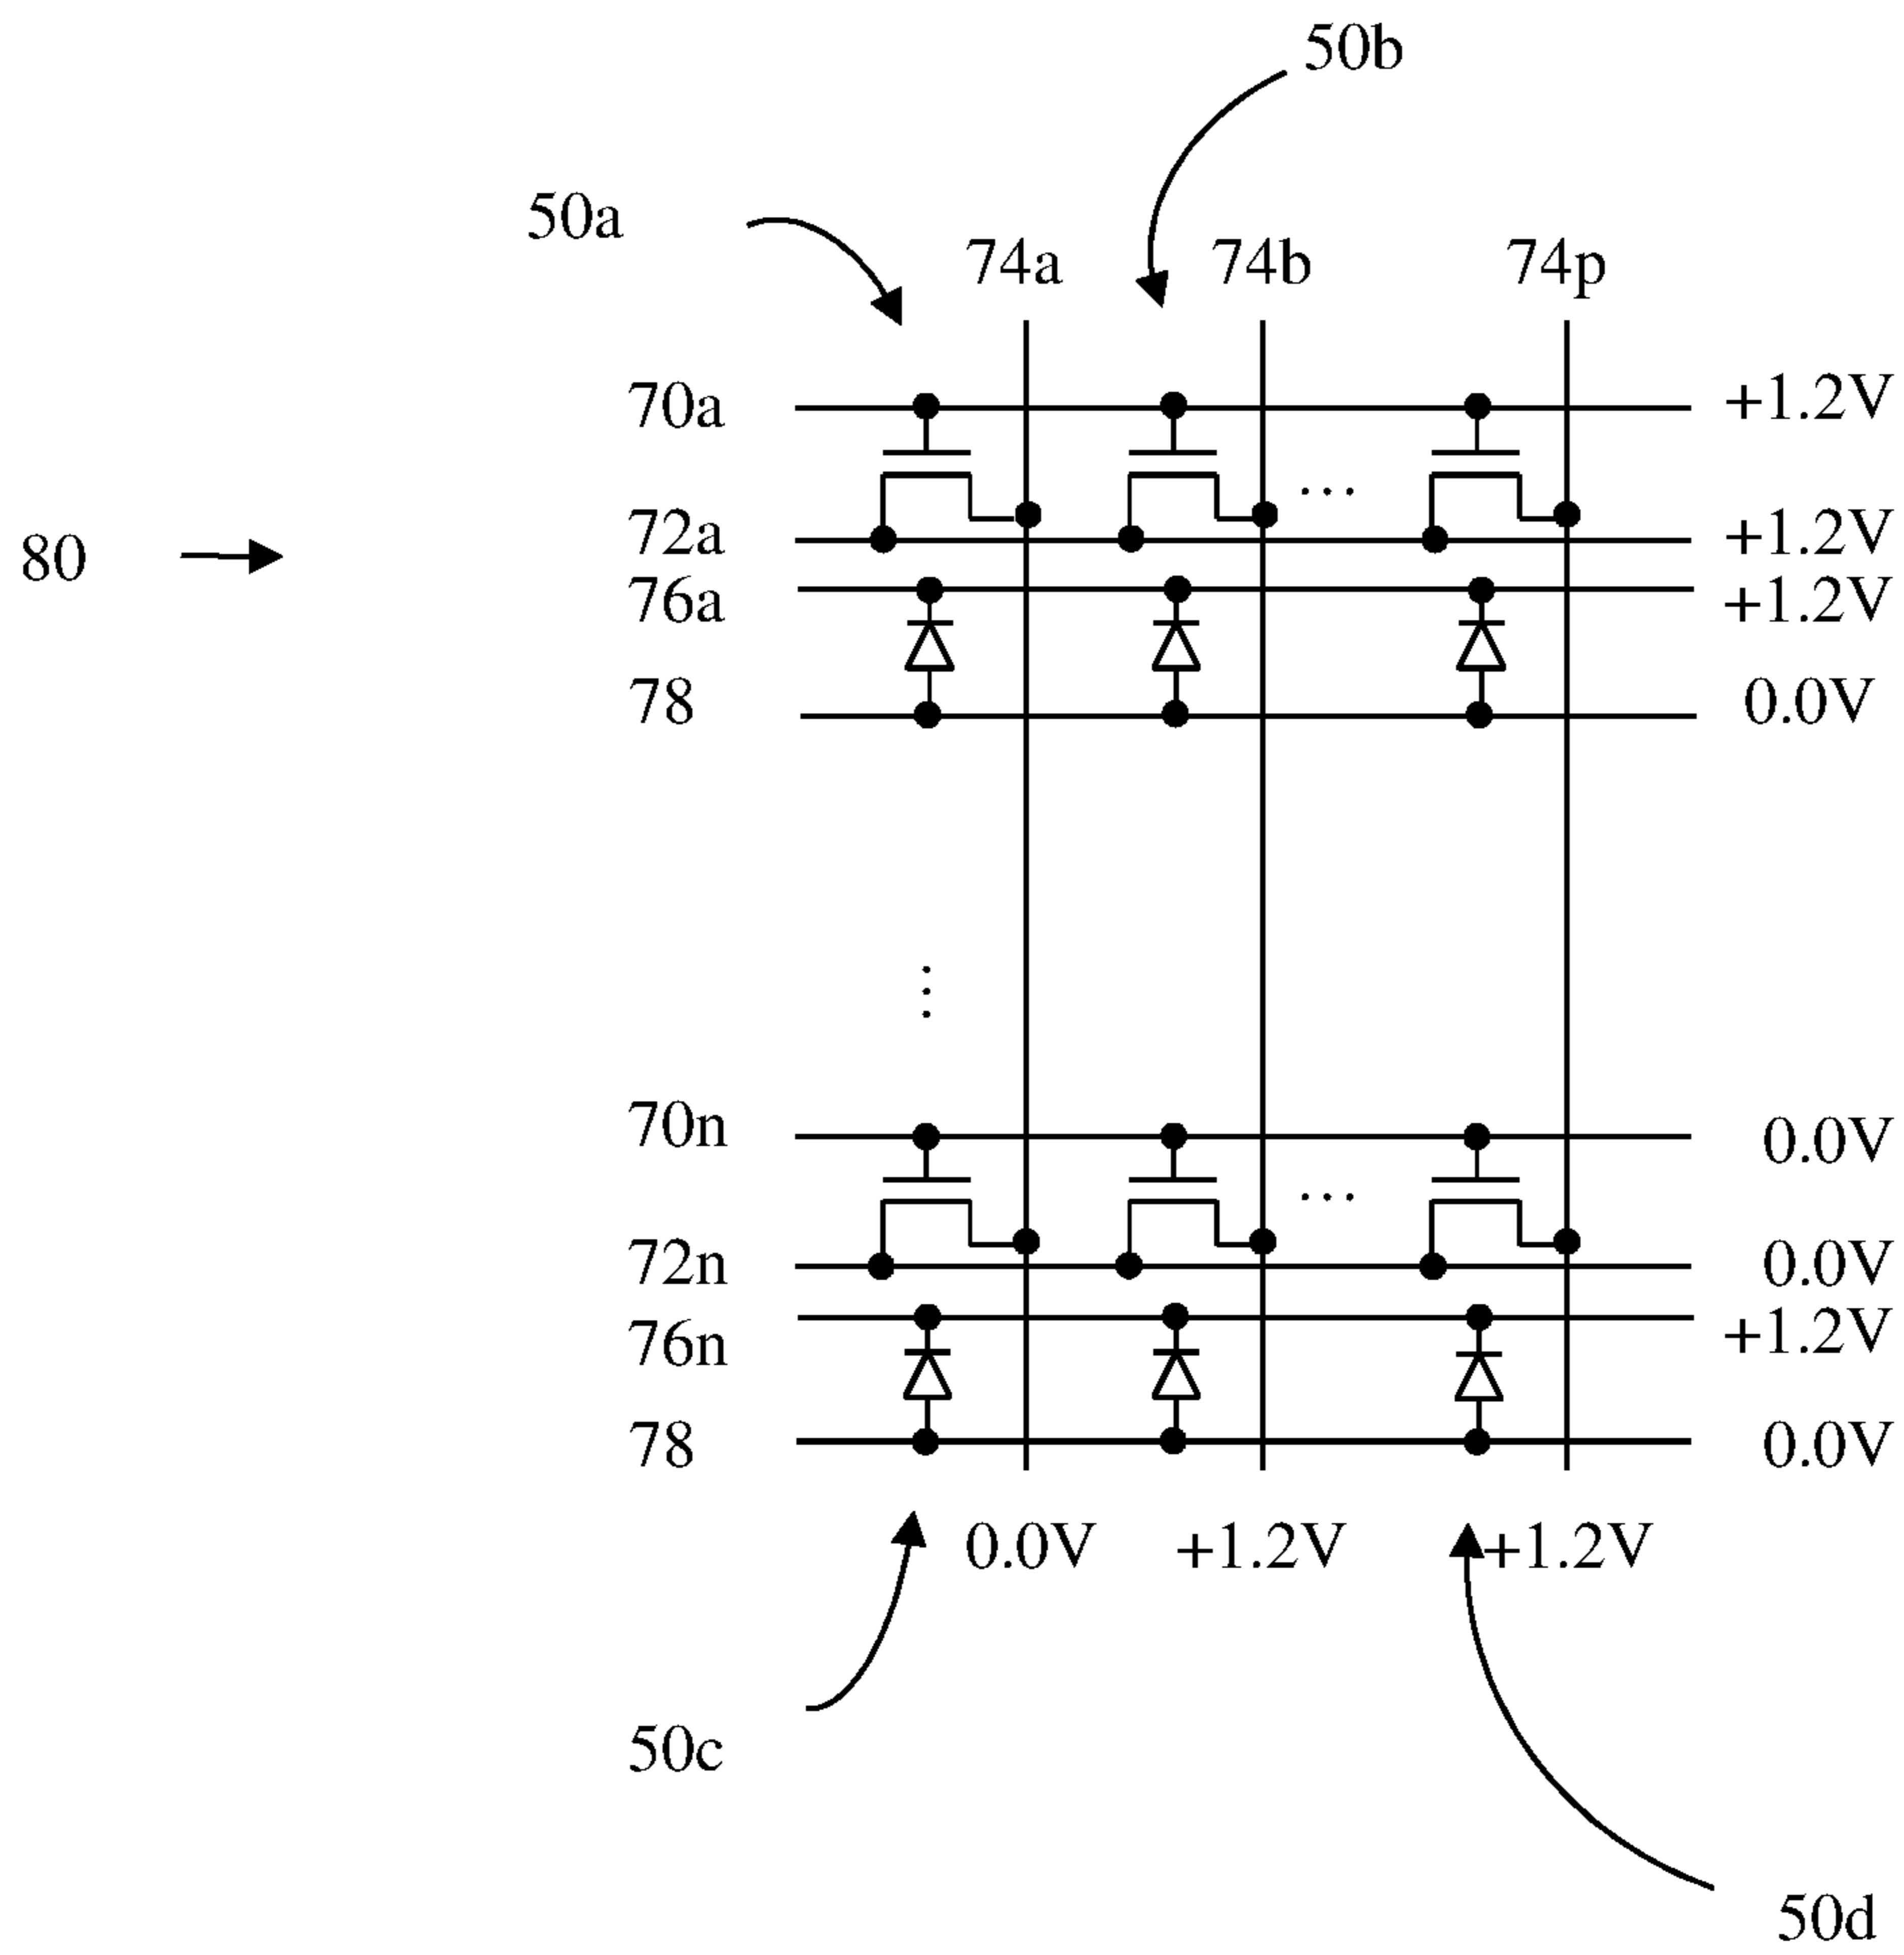 50b
50a
74a 74b 74p
70a +1.2V
...
72a +1.2V
80
76a +1.2V
78 0.0V
...
70n 0.0V
...
72n 0.0V
76n +1.2V
78 0.0V
0.0V +1.2V +1.2V
50c
50d